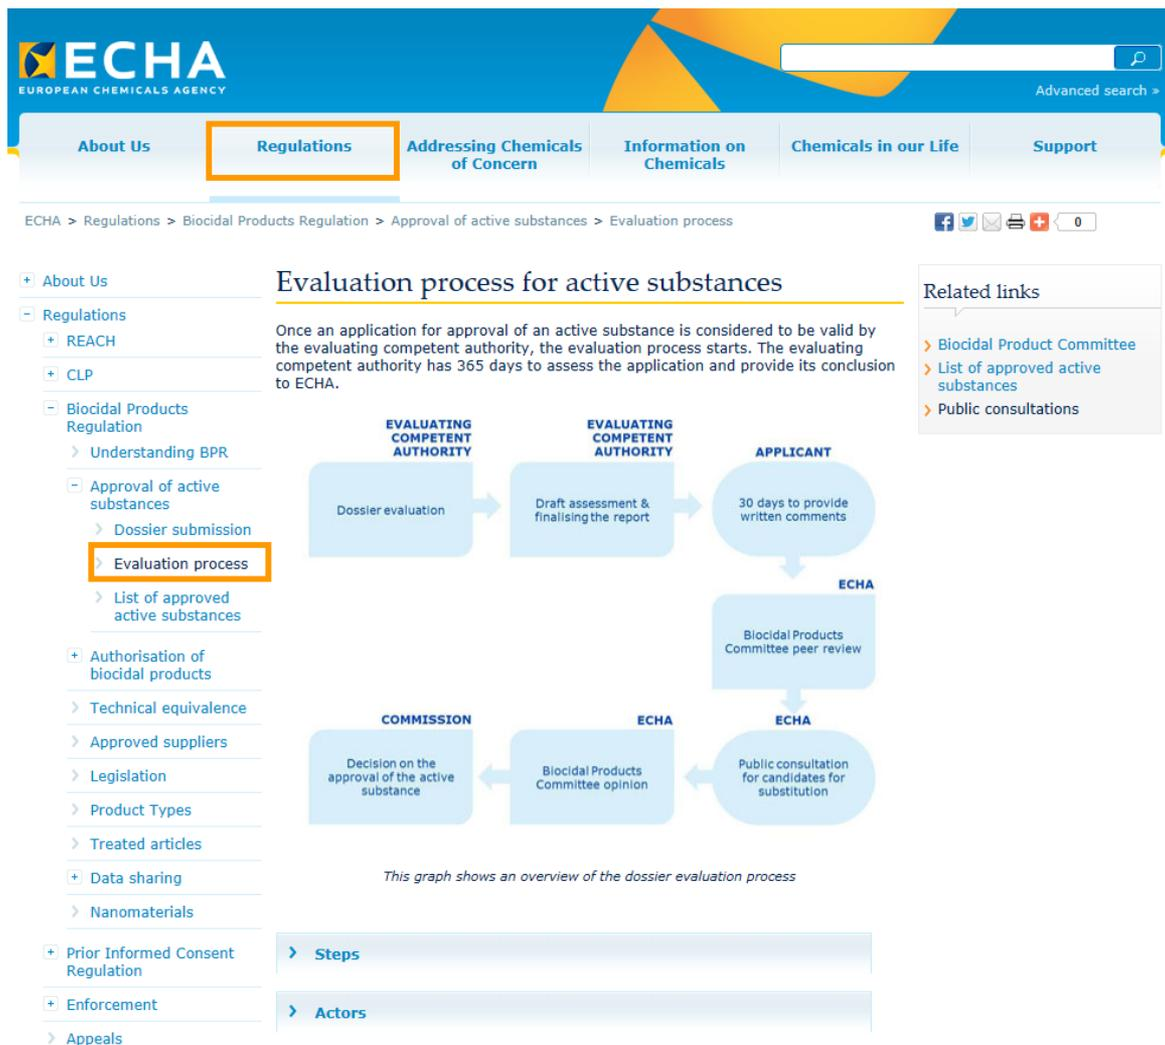 ECHA
EUROPEAN CHEMICALS AGENCY
Advanced search »
About Us
Regulations
Addressing Chemicals
of Concern
Information on
Chemicals
Chemicals in our Life
Support
ECHA > Regulations > Biocidal Products Regulation > Approval of active substances > Evaluation process
0
About Us
Regulations
REACH
CLP
Biocidal Products
Regulation
Understanding BPR
Approval of active
substances
Dossier submission
Evaluation process
List of approved
active substances
Authorisation of
biocidal products
Technical equivalence
Approved suppliers
Legislation
Product Types
Treated articles
Data sharing
Nanomaterials
Prior Informed Consent
Regulation
Enforcement
Appeals
Evaluation process for active substances
Once an application for approval of an active substance is considered to be valid by
the evaluating competent authority, the evaluation process starts. The evaluating
competent authority has 365 days to assess the application and provide its conclusion
to ECHA.
EVALUATING
COMPETENT
AUTHORITY
Dossier evaluation
EVALUATING
COMPETENT
AUTHORITY
Draft assessment &
finalising the report
APPLICANT
30 days to provide
written comments
ECHA
Biocidal Products
Committee peer review
ECHA
Public consultation
for candidates for
substitution
ECHA
Biocidal Products
Committee opinion
COMMISSION
Decision on the
approval of the active
substance
This graph shows an overview of the dossier evaluation process
Steps
Actors
Related links
Biocidal Product Committee
List of approved active
substances
Public consultations